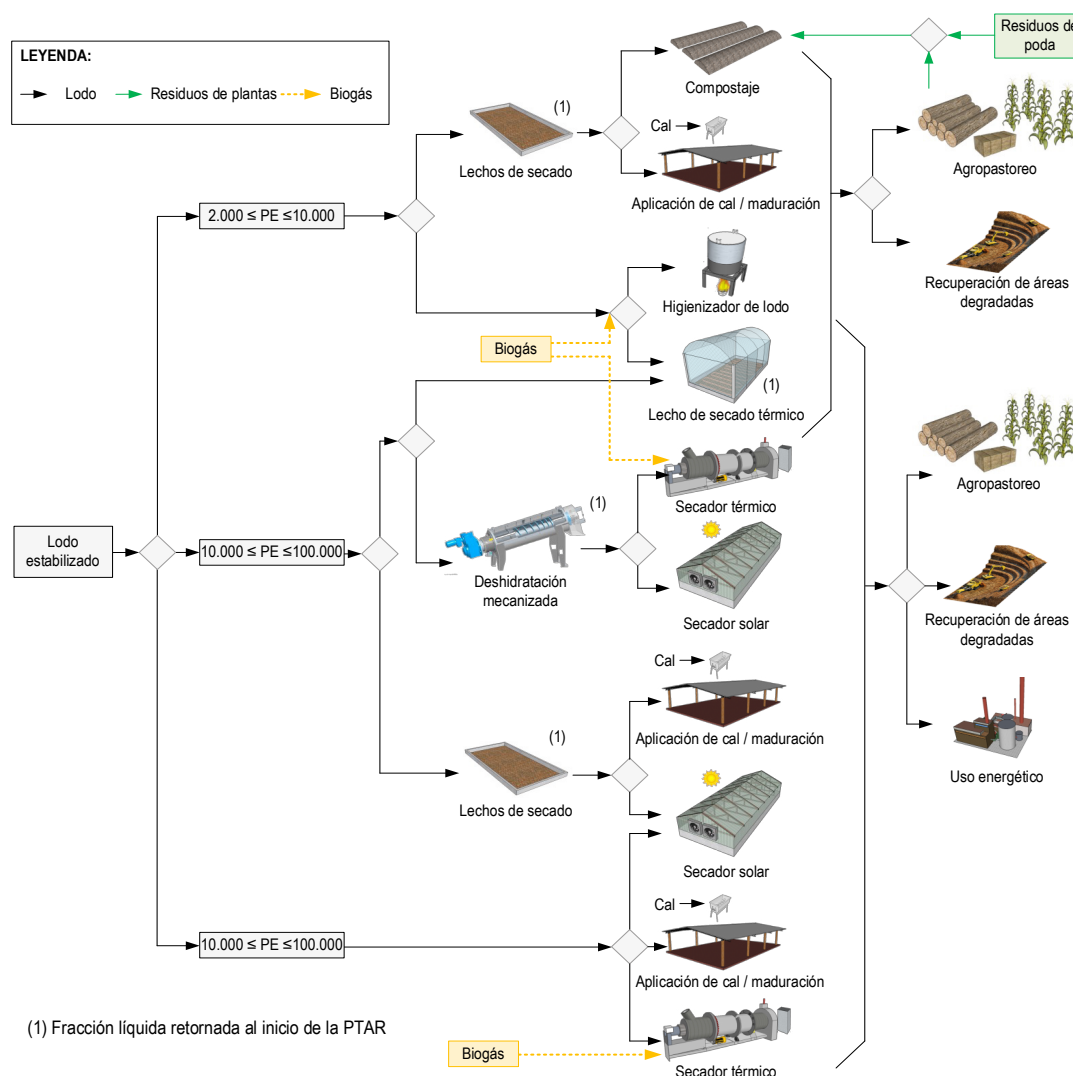 LEYENDA:
Lodo
Residuos de plantas
Biogás
Residuos de
poda
Compostaje
(1)
Lechos de secado
Cal
Aplicación de cal / maduración
Agropastoreo
2.000 ≤ PE ≤10.000
Higienizador de lodo
Recuperación de áreas
degradadas
Biogás
(1)
Lecho de secado térmico
Secador térmico
Agropastoreo
(1)
Lodo
estabilizado
10.000 ≤ PE ≤100.000
Deshidratación
mecanizada
Secador solar
Recuperación de áreas
degradadas
Cal
Aplicación de cal / maduración
(1)
Lechos de secado
Uso energético
Secador solar
Cal
10.000 ≤ PE ≤100.000
Aplicación de cal / maduración
(1) Fracción líquida retornada al inicio de la PTAR
Biogás
Secador térmico